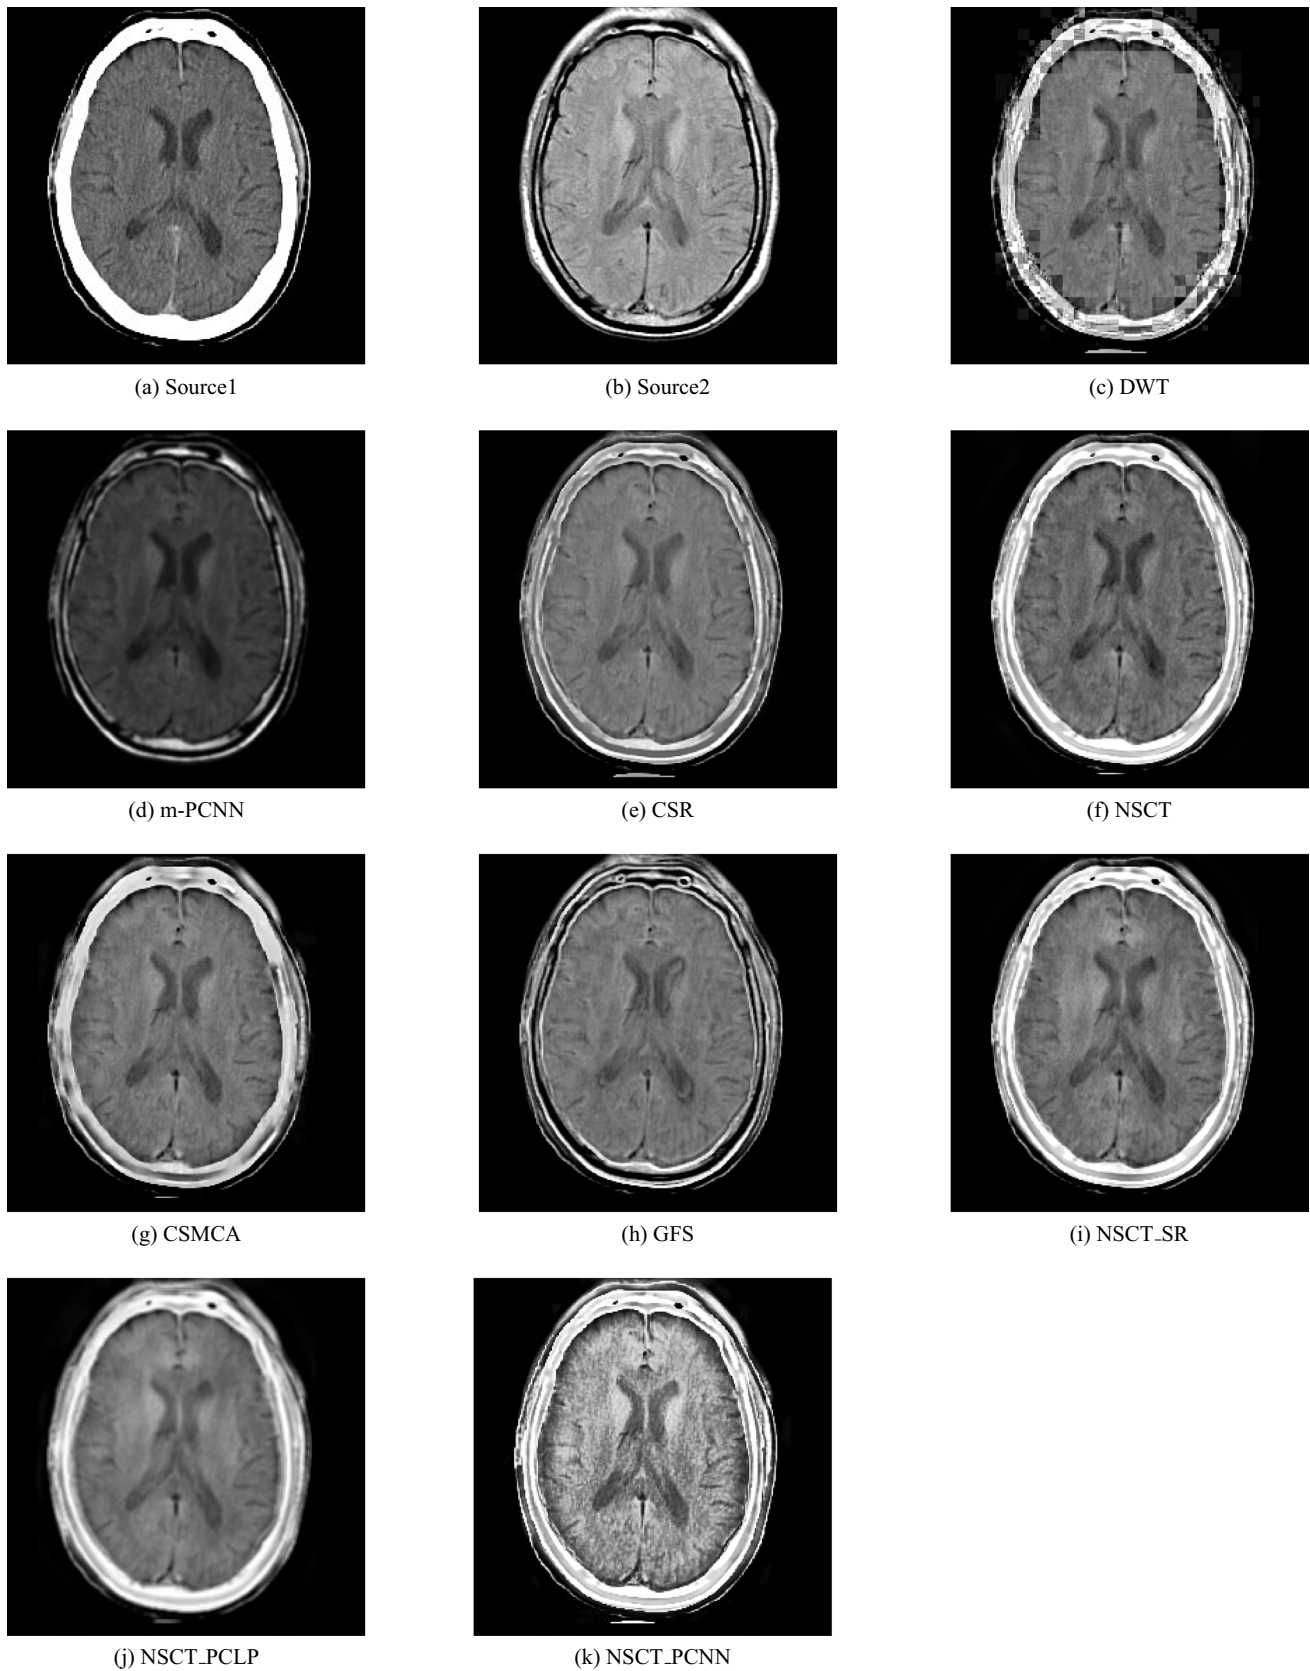 (a) Source1
(b) Source2
(c) DWT
(d) m-PCNN
(e) CSR
(f) NSCT
(g) CSMCA
(h) GFS
(i) NSCT_SR
(j) NSCT_PCLP
(k) NSCT_PCNN